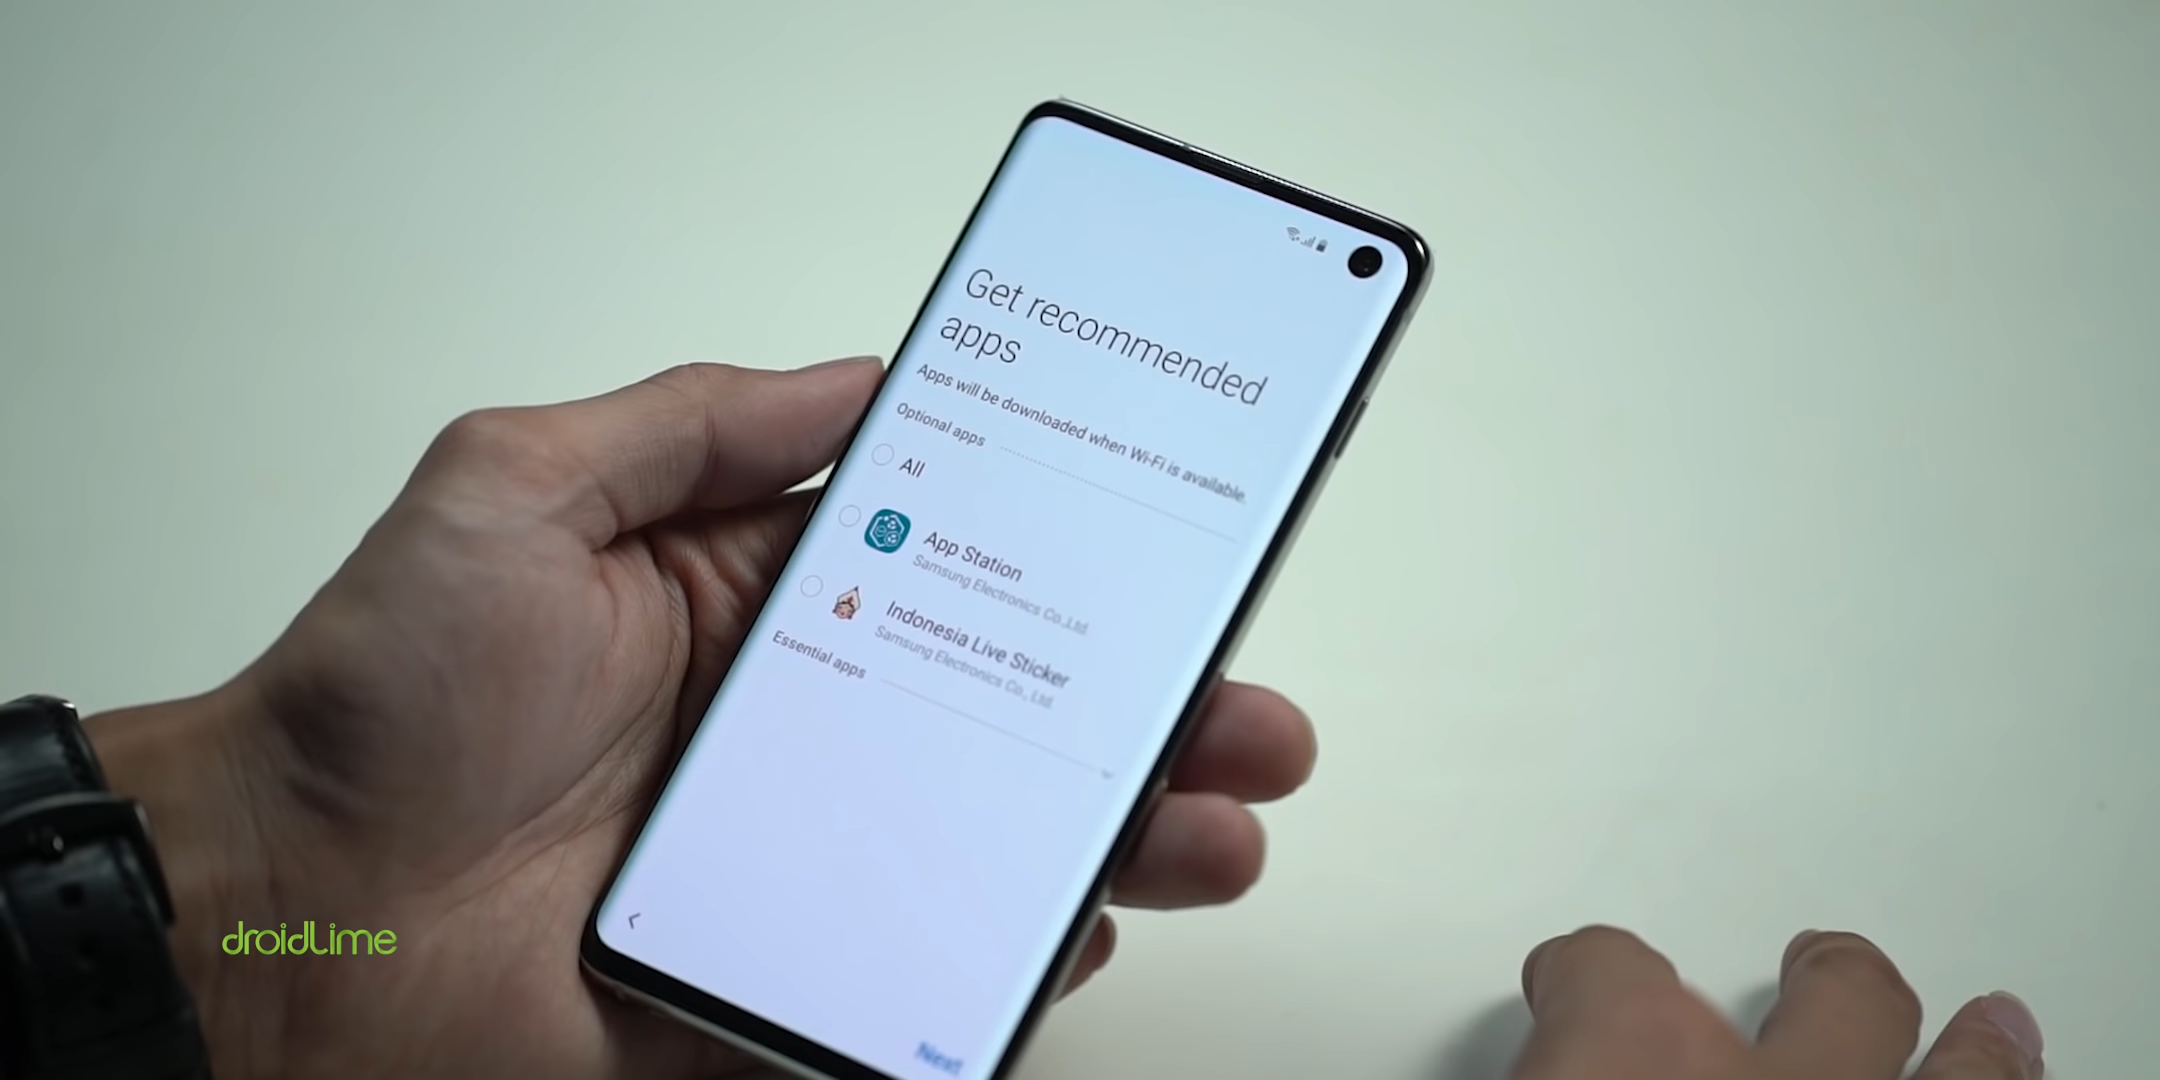 Get recommended
apps
Apps will be downloaded when Wi-Fi is available.
Optional apps
All
App Station
Samsung Electronics Co.,Ltd.
Indonesia Live Sticker
Samsung Electronics Co., Ltd.
Essential apps
Next
droidLime